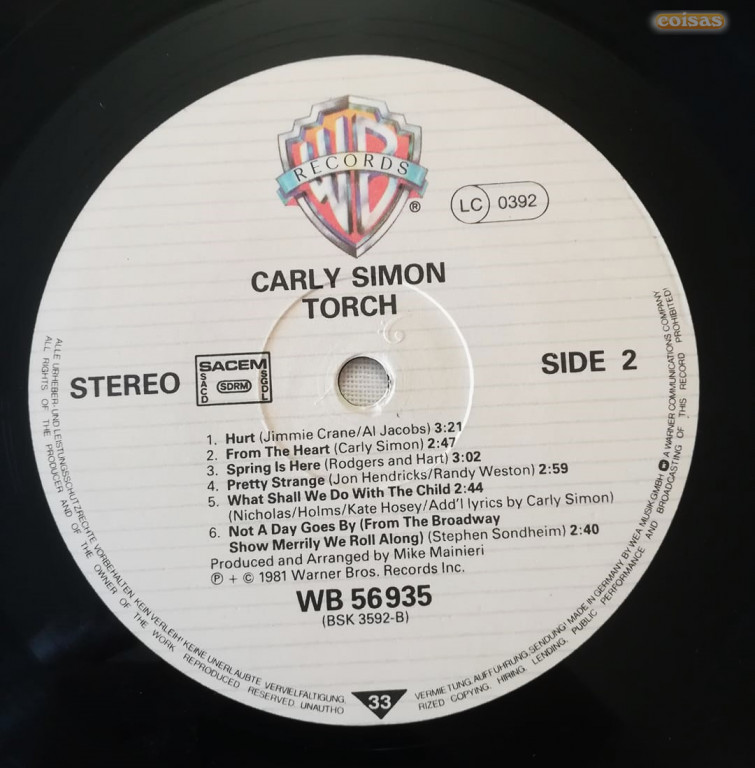 coisas
WB
RECORDS
®
LC 0392
CARLY SIMON
TORCH
STEREO
SACEM
SACD
SDRM
SGDL
SIDE 2
1. Hurt (Jimmie Crane/Al Jacobs) 3:21
2. From The Heart (Carly Simon) 2:47
3. Spring Is Here (Rodgers and Hart) 3:02
4. Pretty Strange (Jon Hendricks/Randy Weston) 2:59
5. What Shall We Do With The Child 2:44
(Nicholas/Holms/Kate Hosey/Add'l lyrics by Carly Simon)
6. Not A Day Goes By (From The Broadway
Show Merrily We Roll Along) (Stephen Sondheim) 2:40
Produced and Arranged by Mike Mainieri
℗ + © 1981 Warner Bros. Records Inc.
WB 56 935
(BSK 3592-B)
33
ALLE URHEBER- UND LEISTUNGSSCHUTZRECHTE VORBEHALTEN KEIN VERLEIH! KEINE UNERLAUBTE VERVIELFÄLTIGUNG, VERMIETUNG, AUFFÜHRUNG, SENDUNG! MADE IN GERMANY BY WEA MUSIK GMBH A WARNER COMMUNICATIONS COMPANY
ALL RIGHTS OF THE PRODUCER AND OF THE OWNER OF THE WORK REPRODUCED RESERVED. UNAUTHORIZED COPYING, HIRING, LENDING, PUBLIC PERFORMANCE AND BROADCASTING OF THIS RECORD PROHIBITED!